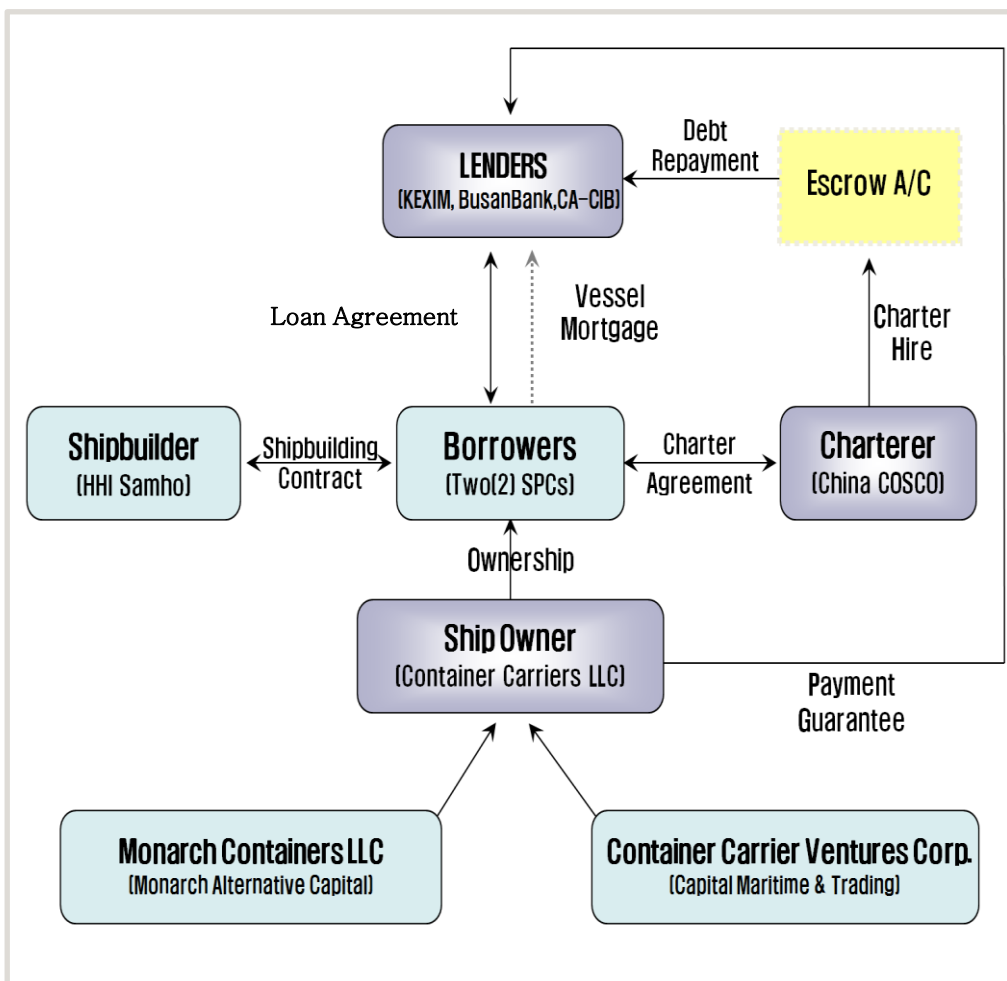 LENDERS
(KEXIM, BusanBank,CA-CIB)
Debt
Repayment
Escrow A/C
Loan Agreement
Vessel
Mortgage
Charter
Hire
Shipbuilder
(HHI Samho)
Shipbuilding
Contract
Borrowers
(Two(2) SPCs)
Charter
Agreement
Charterer
(China COSCO)
Ownership
Ship Owner
(Container Carriers LLC)
Payment
Guarantee
Monarch Containers LLC
(Monarch Alternative Capital)
Container Carrier Ventures Corp.
(Capital Maritime & Trading)